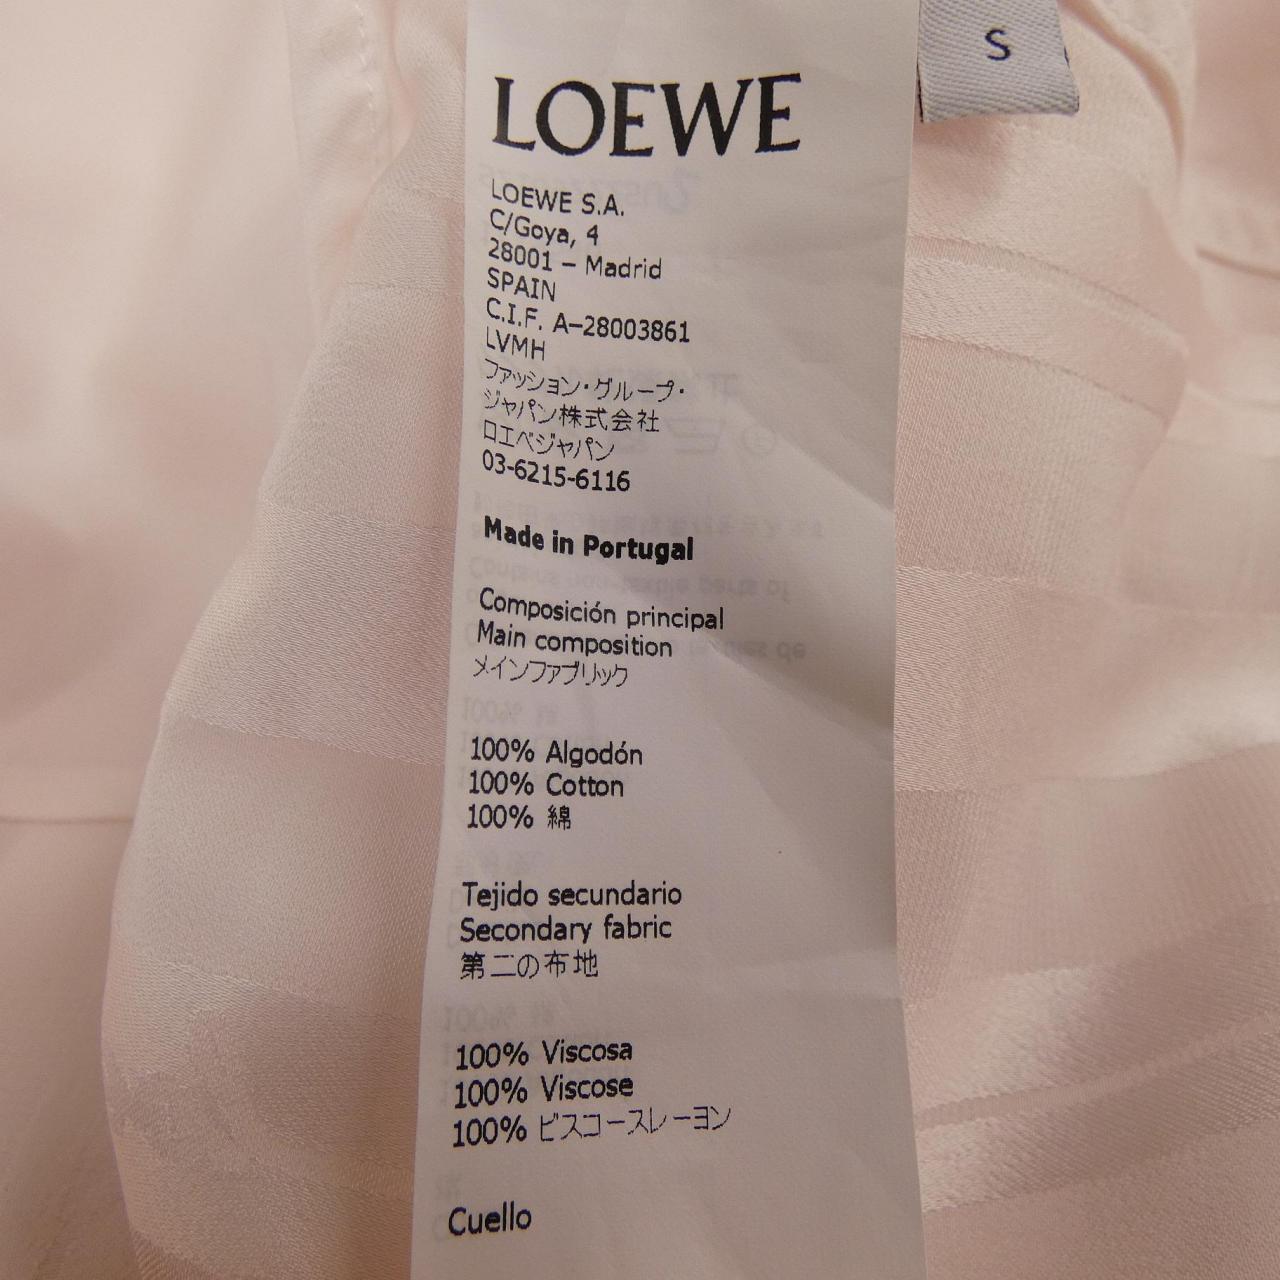 S
LOEWE
LOEWE S.A.
C/Goya, 4
28001 – Madrid
SPAIN
C.I.F. A–28003861
LVMH
ファッション・グループ・
ジャパン株式会社
ロエベジャパン
03-6215-6116
Made in Portugal
Composición principal
Main composition
メインファブリック
100% Algodón
100% Cotton
100% 綿
Tejido secundario
Secondary fabric
第二の布地
100% Viscosa
100% Viscose
100% ビスコースレーヨン
Cuello